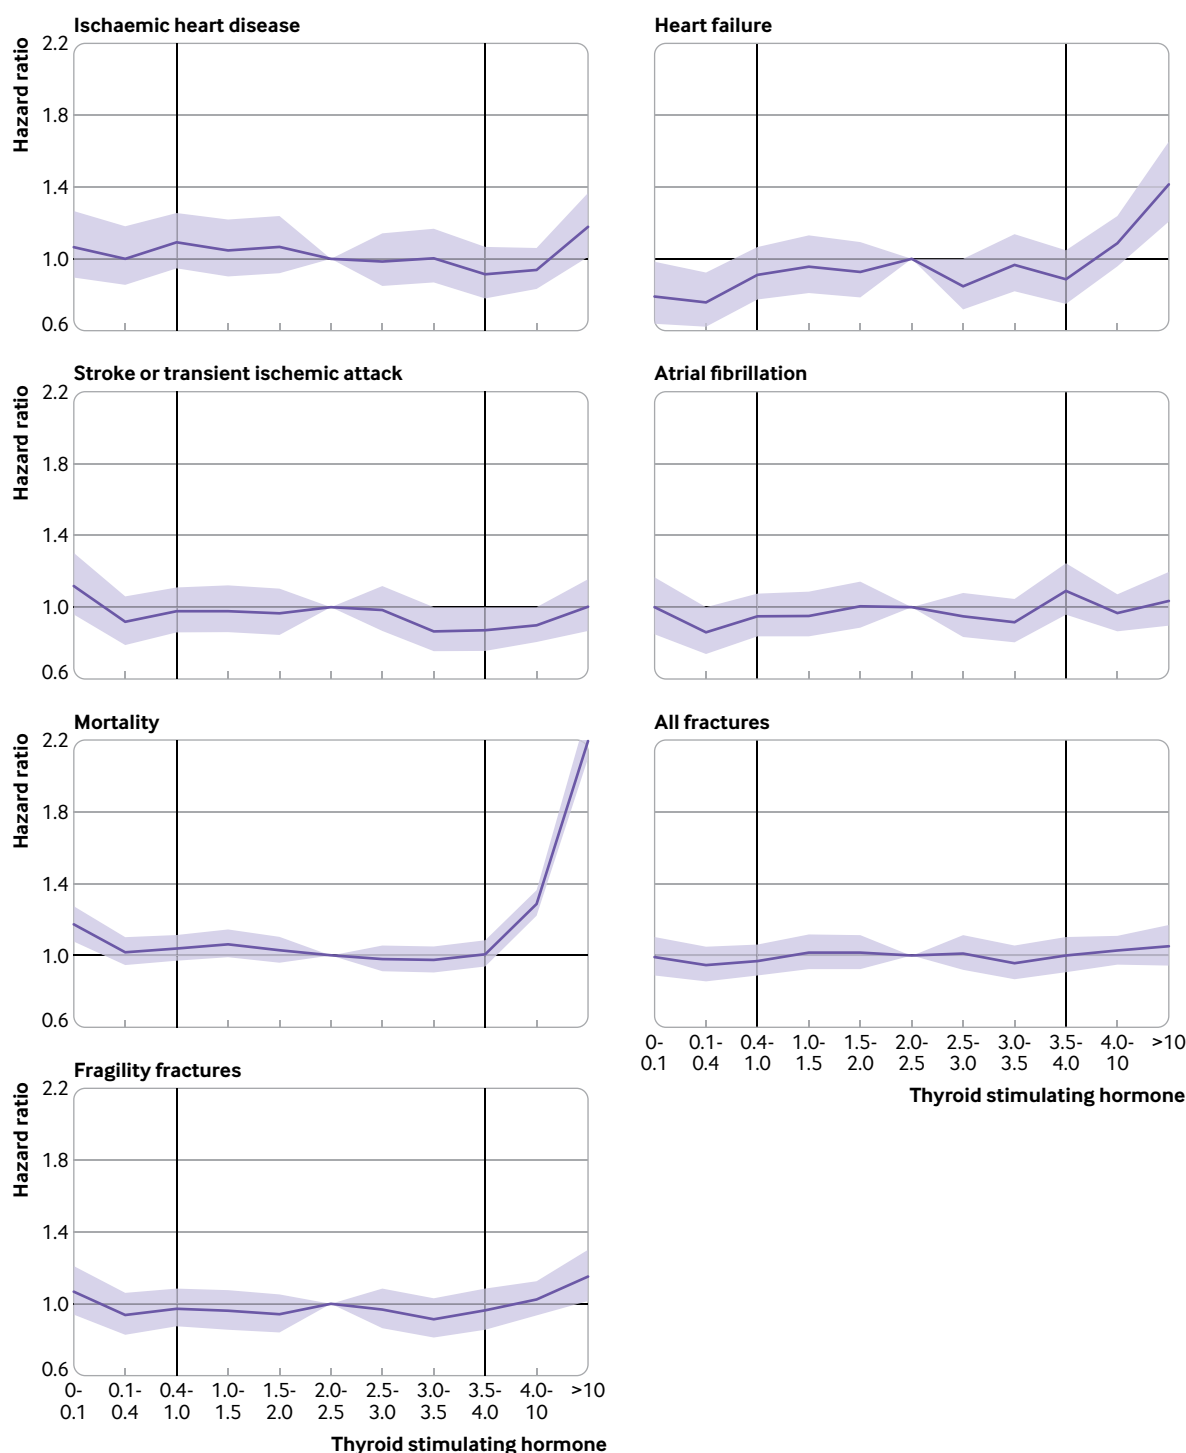 Ischaemic heart disease
Hazard ratio
2.2
1.8
1.4
1.0
0.6
Heart failure
Stroke or transient ischemic attack
Hazard ratio
2.2
1.8
1.4
1.0
0.6
Atrial fibrillation
Mortality
Hazard ratio
2.2
1.8
1.4
1.0
0.6
All fractures
0- 0.1- 0.4- 1.0- 1.5- 2.0- 2.5- 3.0- 3.5- 4.0- >10
0.1 0.4 1.0 1.5 2.0 2.5 3.0 3.5 4.0 10
Thyroid stimulating hormone
Fragility fractures
Hazard ratio
2.2
1.8
1.4
1.0
0.6
0- 0.1- 0.4- 1.0- 1.5- 2.0- 2.5- 3.0- 3.5- 4.0- >10
0.1 0.4 1.0 1.5 2.0 2.5 3.0 3.5 4.0 10
Thyroid stimulating hormone